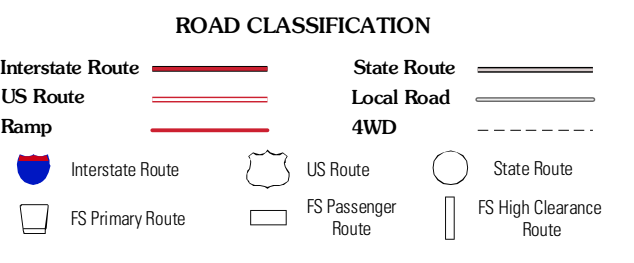 ROAD CLASSIFICATION
Interstate Route
State Route
US Route
Local Road
Ramp
4WD
Interstate Route
US Route
State Route
FS Primary Route
FS Passenger
Route
FS High Clearance
Route